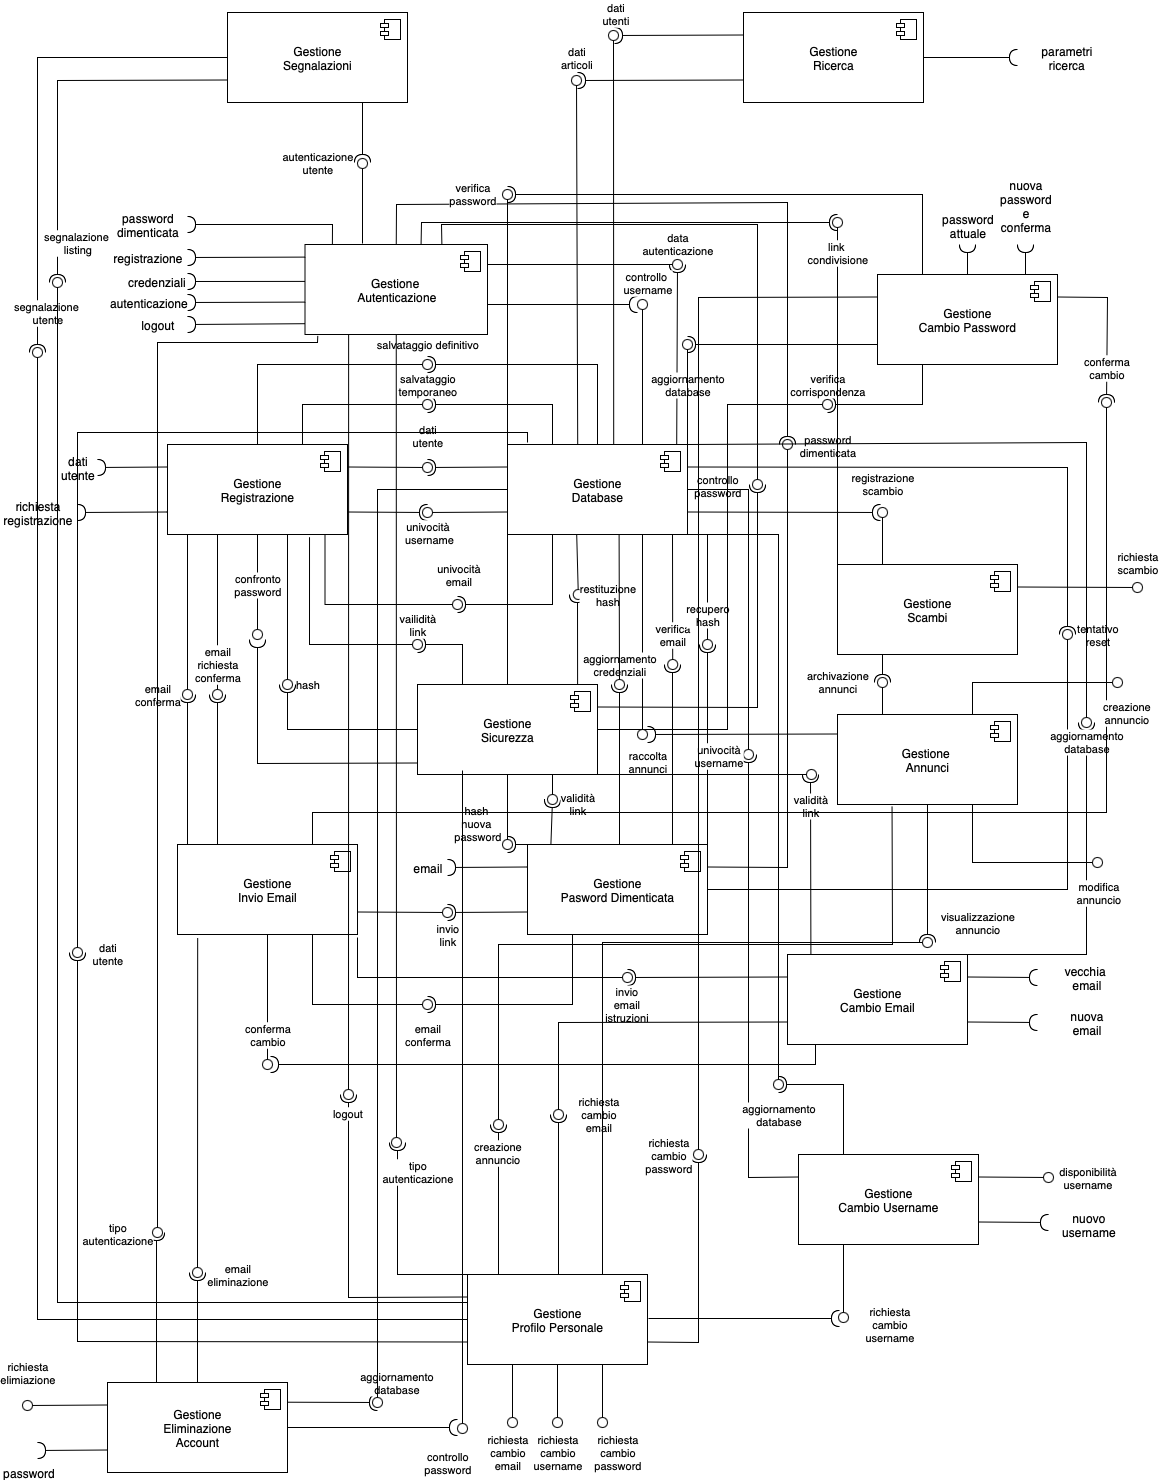 dati
utenti
Gestione
Segnalazioni
dati
articoli
Gestione
Ricerca
parametri
ricerca
autenticazione
utente
verifica
password
nuova
password
e
conferma
password
dimenticata
password
attuale
segnalazione
listing
data
autenticazione
link
condivisione
registrazione
controllo
username
credenziali
Gestione
Autenticazione
autenticazione
segnalazione
utente
logout
Gestione
Cambio Password
salvataggio definitivo
salvataggio
temporaneo
aggiornamento
database
verifica
corrispondenza
conferma
cambio
dati
utente
password
dimenticata
dati
utente
Gestione
Registrazione
Gestione
Database
controllo
password
registrazione
scambio
richiesta
registrazione
univocità
username
richiesta
scambio
univocità
email
confronto
password
restituzione
hash
Gestione
Scambi
recupero
hash
vailidità
link
verifica
email
tentativo
reset
email
richiesta
conferma
aggiornamento
credenziali
email
conferma
hash
archivazione
annunci
creazione
annuncio
Gestione
Sicurezza
aggiornamento
database
raccolta
annunci
univocità
username
Gestione
Annunci
validità
link
validità
link
hash
nuova
password
Gestione
Invio Email
email
Gestione
Pasword Dimenticata
modifica
annuncio
invio
link
visualizzazione
annuncio
dati
utente
vecchia
email
Gestione
Cambio Email
invio
email
istruzioni
nuova
email
conferma
cambio
email
conferma
logout
richiesta
cambio
email
aggiornamento
database
creazione
annuncio
richiesta
cambio
password
tipo
autenticazione
disponibilità
username
Gestione
Cambio Username
nuovo
username
tipo
autenticazione
email
eliminazione
Gestione
Profilo Personale
richiesta
cambio
username
richiesta
elimiazione
aggiornamento
database
Gestione
Eliminazione
Account
controllo
password
richiesta
cambio
email
richiesta
cambio
username
richiesta
cambio
password
password